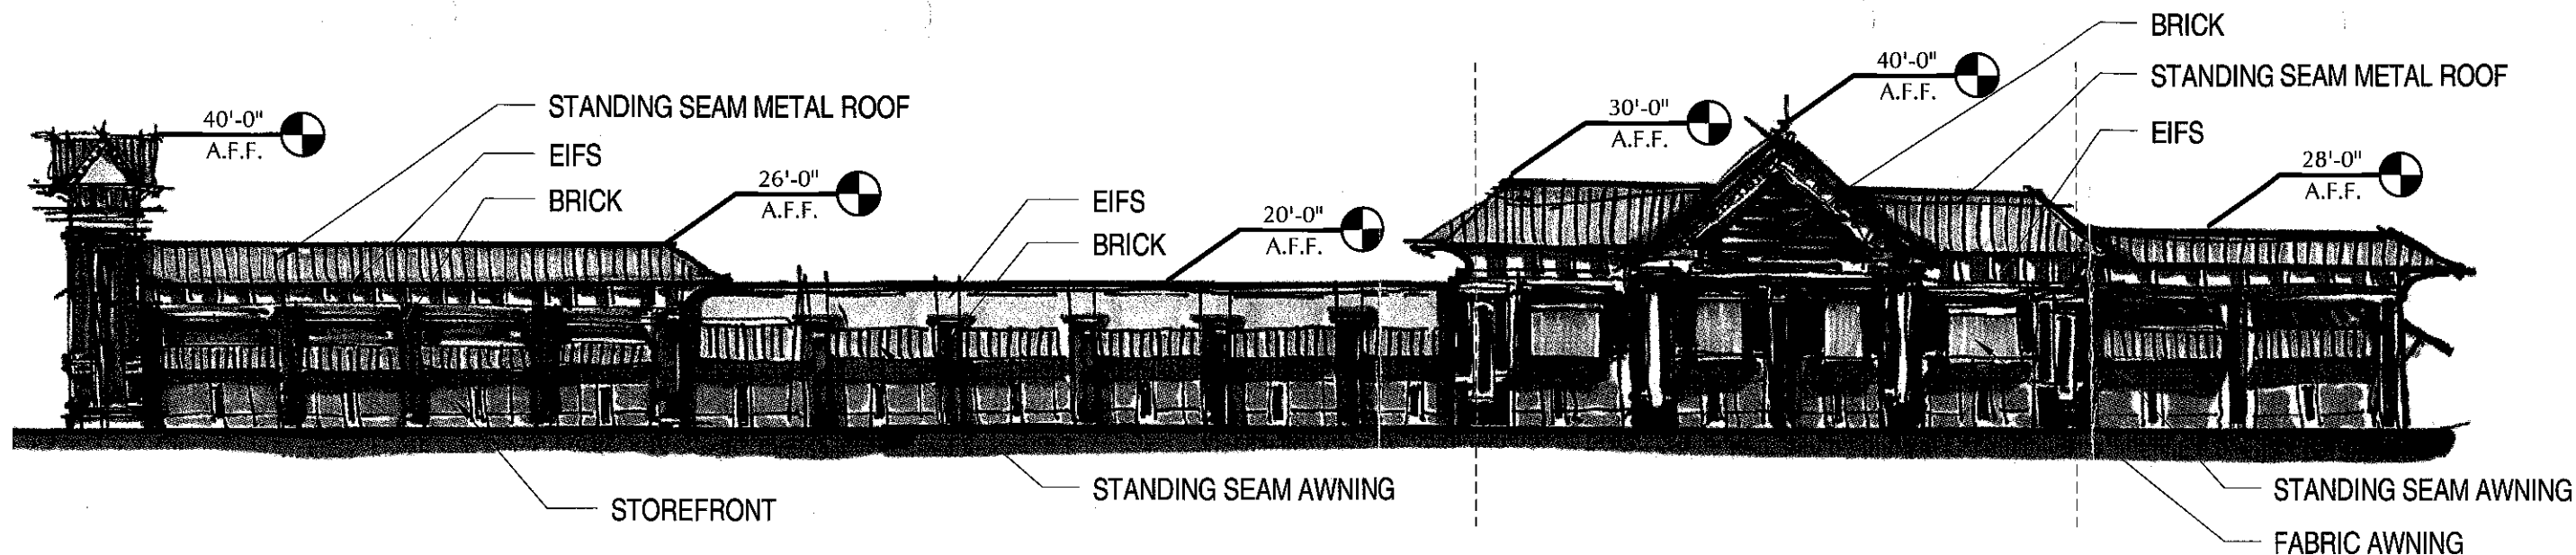 BRICK
40'-0"
A.F.F.
STANDING SEAM METAL ROOF
STANDING SEAM METAL ROOF
30'-0"
A.F.F.
40'-0"
A.F.F.
EIFS
EIFS
28'-0"
A.F.F.
BRICK
26'-0"
A.F.F.
EIFS
20'-0"
A.F.F.
BRICK
STANDING SEAM AWNING
STANDING SEAM AWNING
STOREFRONT
FABRIC AWNING